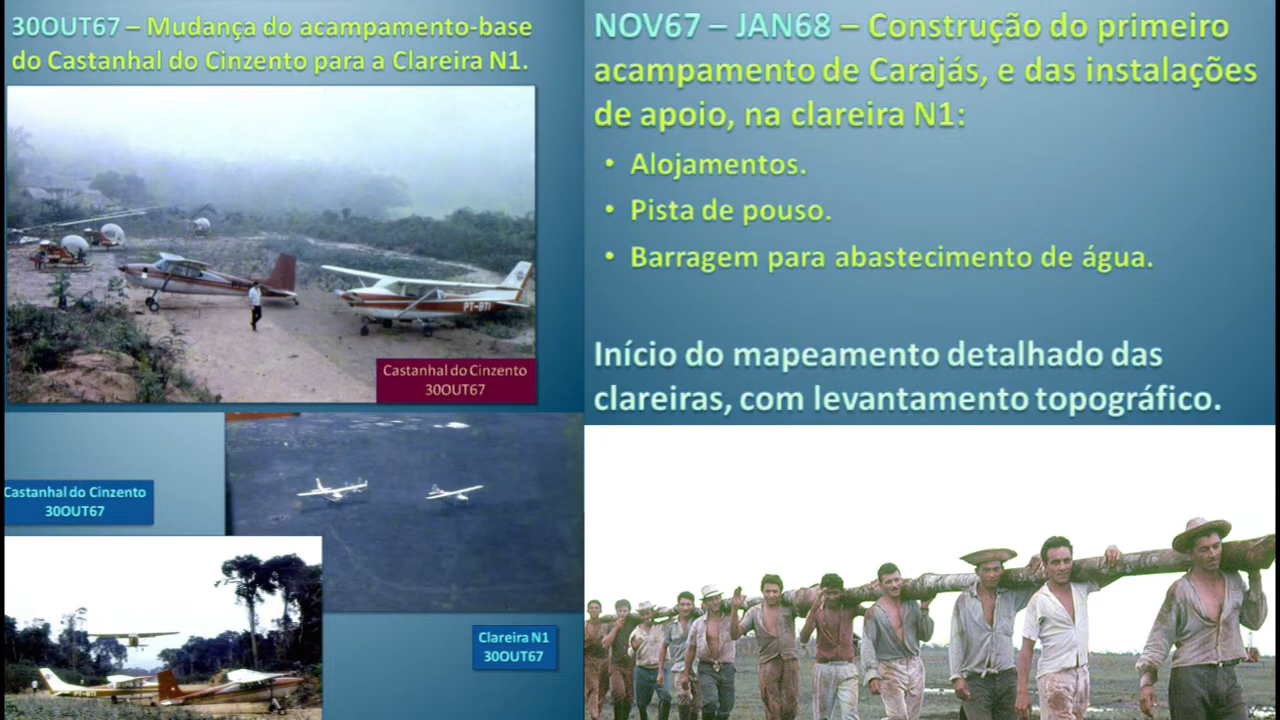 30OUT67 – Mudança do acampamento-base
do Castanhal do Cinzento para a Clareira N1.
PT-BTI
Castanhal do Cinzento
30OUT67
Castanhal do Cinzento
30OUT67
Clareira N1
30OUT67
NOV67 – JAN68 – Construção do primeiro
acampamento de Carajás, e das instalações
de apoio, na clareira N1:
• Alojamentos.
• Pista de pouso.
• Barragem para abastecimento de água.
Início do mapeamento detalhado das
clareiras, com levantamento topográfico.